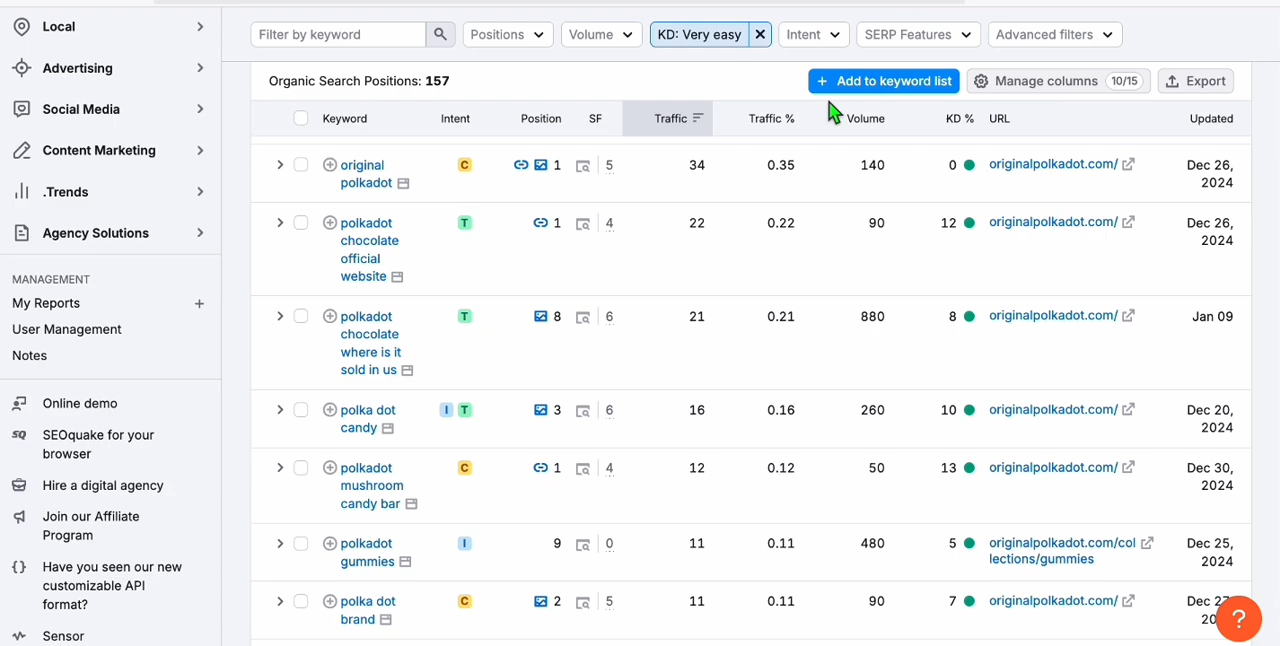 Local
Advertising
Social Media
Content Marketing
.Trends
Agency Solutions
MANAGEMENT
My Reports
User Management
Notes
Online demo
SEOquake for your
browser
Hire a digital agency
Join our Affiliate
Program
Have you seen our new
customizable API
format?
Sensor
Filter by keyword
Positions
Volume
KD: Very easy
Intent
SERP Features
Advanced filters
Organic Search Positions: 157
+ Add to keyword list
Manage columns 10/15
Export
Keyword Intent Position SF Traffic Traffic % Volume KD % URL Updated
original C 1 5 34 0.35 140 0 originalpolkadot.com/ Dec 26,
polkadot 2024
polkadot T 1 4 22 0.22 90 12 originalpolkadot.com/ Dec 26,
chocolate 2024
official
website
polkadot T 8 6 21 0.21 880 8 originalpolkadot.com/ Jan 09
chocolate
where is it
sold in us
polka dot I T 3 6 16 0.16 260 10 originalpolkadot.com/ Dec 20,
candy 2024
polkadot C 1 4 12 0.12 50 13 originalpolkadot.com/ Dec 30,
mushroom 2024
candy bar
polkadot I 9 0 11 0.11 480 5 originalpolkadot.com/col Dec 25,
gummies lections/gummies 2024
polka dot C 2 5 11 0.11 90 7 originalpolkadot.com/ Dec
brand
?